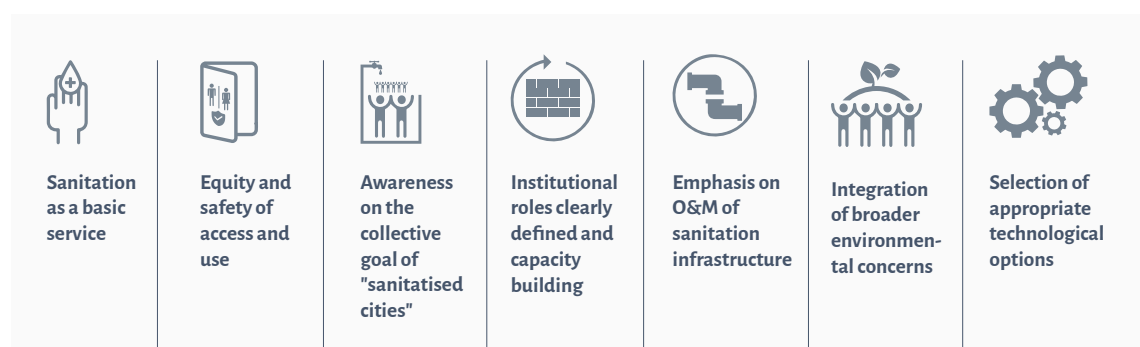 Sanitation
as a basic
service
Equity and
safety of
access and
use
Awareness
on the
collective
goal of
"sanitatised
cities"
Institutional
roles clearly
defined and
capacity
building
Emphasis on
O&M of
sanitation
infrastructure
Integration
of broader
environmen-
tal concerns
Selection of
appropriate
technological
options